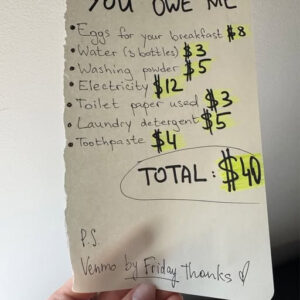 YOU OWE ME
• Eggs for your breakfast $8
• Water (3 bottles) $3
• Washing powder $5
• Electricity $12
• Toilet paper used $3
• Laundry detergent $5
• Toothpaste $4
TOTAL: $40
P.S.
Venmo by Friday Thanks ♡